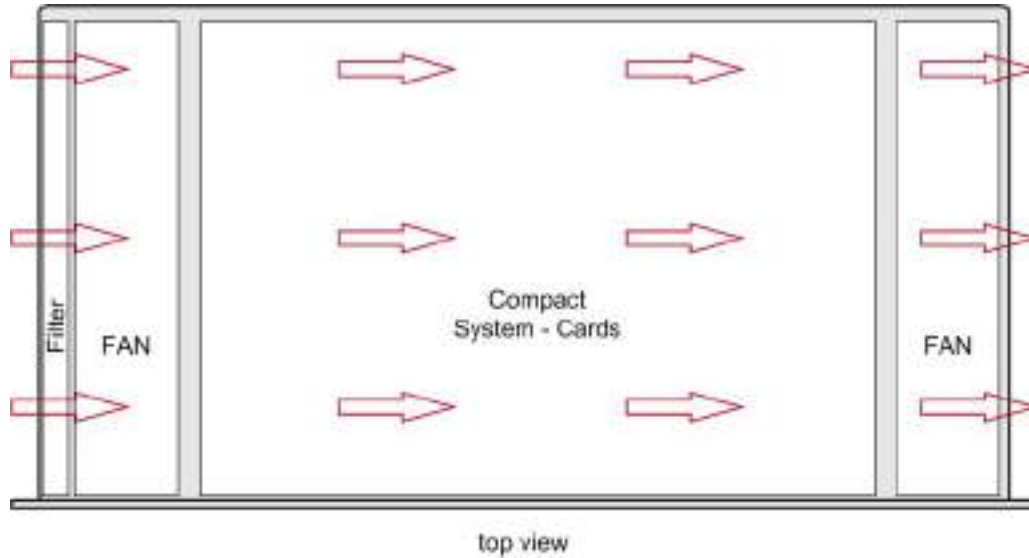 Filter
FAN
Compact
System - Cards
FAN
top view